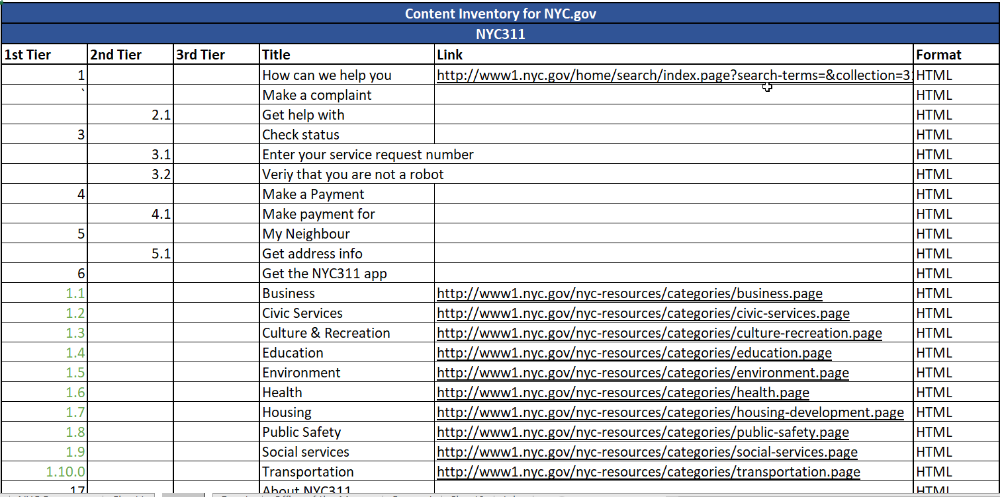 Content Inventory for NYC.gov
NYC311
1st Tier 2nd Tier 3rd Tier Title Link Format
1 How can we help you http://www1.nyc.gov/home/search/index.page?search-terms=&collection=31 HTML
` Make a complaint HTML
2.1 Get help with HTML
3 Check status HTML
3.1 Enter your service request number HTML
3.2 Veriy that you are not a robot HTML
4 Make a Payment HTML
4.1 Make payment for HTML
5 My Neighbour HTML
5.1 Get address info HTML
6 Get the NYC311 app HTML
1.1 Business http://www1.nyc.gov/nyc-resources/categories/business.page HTML
1.2 Civic Services http://www1.nyc.gov/nyc-resources/categories/civic-services.page HTML
1.3 Culture & Recreation http://www1.nyc.gov/nyc-resources/categories/culture-recreation.page HTML
1.4 Education http://www1.nyc.gov/nyc-resources/categories/education.page HTML
1.5 Environment http://www1.nyc.gov/nyc-resources/categories/environment.page HTML
1.6 Health http://www1.nyc.gov/nyc-resources/categories/health.page HTML
1.7 Housing http://www1.nyc.gov/nyc-resources/categories/housing-development.page HTML
1.8 Public Safety http://www1.nyc.gov/nyc-resources/categories/public-safety.page HTML
1.9 Social services http://www1.nyc.gov/nyc-resources/categories/social-services.page HTML
1.10.0 Transportation http://www1.nyc.gov/nyc-resources/categories/transportation.page HTML
17 About NYC311 HTML